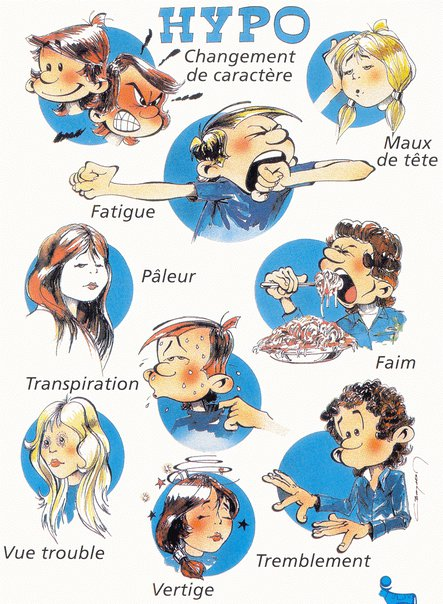 HYPO
Changement
de caractère
Maux
de tête
Fatigue
Pâleur
Faim
Transpiration
Vue trouble
Tremblement
Vertige